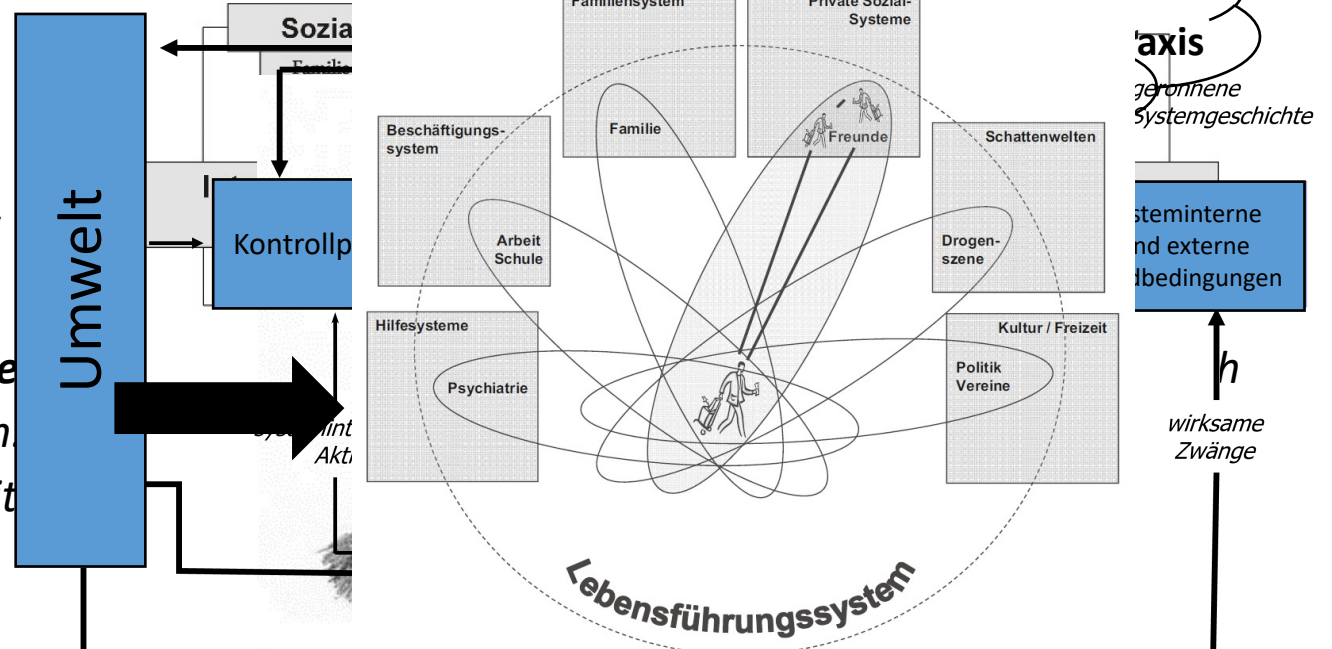 Umwelt
Sozia
Familie
Kontrollp
Akti
Familiensystem
Private Sozial-
Systeme
Familie
Freunde
Beschäftigungs-
system
Arbeit
Schule
Schattenwelten
Drogen-
szene
Hilfesysteme
Psychiatrie
Kultur / Freizeit
Politik
Vereine
Lebensführungssystem
axis
geronnene
Systemgeschichte
steminterne
nd externe
dbedingungen
h
wirksame
Zwänge